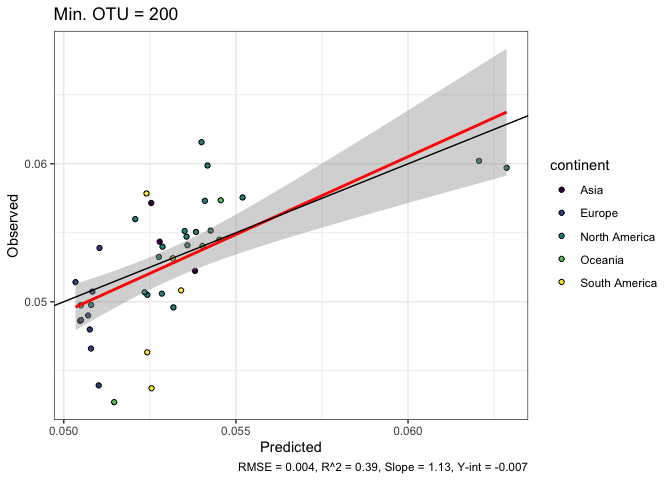 Min. OTU = 200
Observed
0.06
0.05
0.050
0.055
0.060
Predicted
continent
Asia
Europe
North America
Oceania
South America
RMSE = 0.004, R^2 = 0.39, Slope = 1.13, Y-int = -0.007